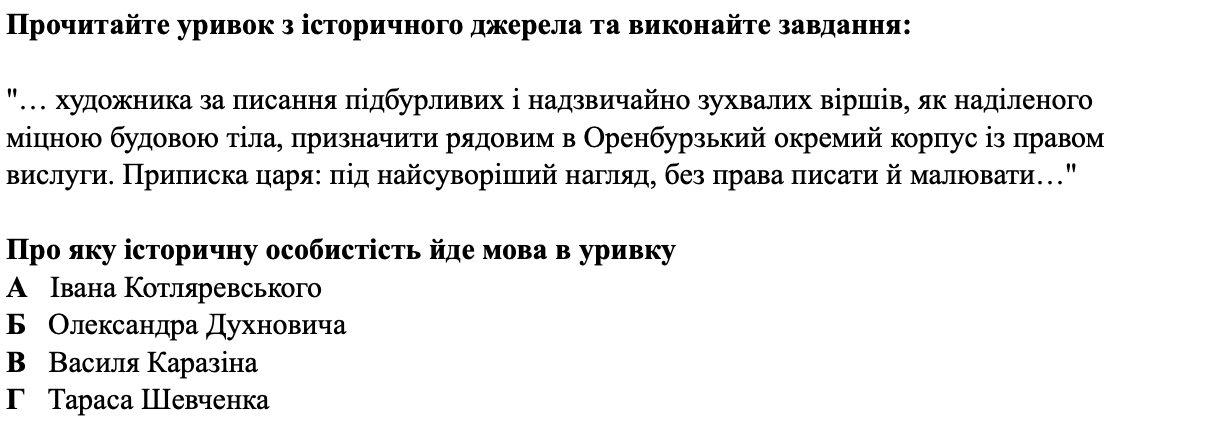 Прочитайте уривок з історичного джерела та виконайте завдання:
"… художника за писання підбурливих і надзвичайно зухвалих віршів, як наділеного
міцною будовою тіла, призначити рядовим в Оренбурзький окремий корпус із правом
вислуги. Приписка царя: під найсуворіший нагляд, без права писати й малювати…"
Про яку історичну особистість йде мова в уривку
А Івана Котляревського
Б Олександра Духновича
В Василя Каразіна
Г Тараса Шевченка